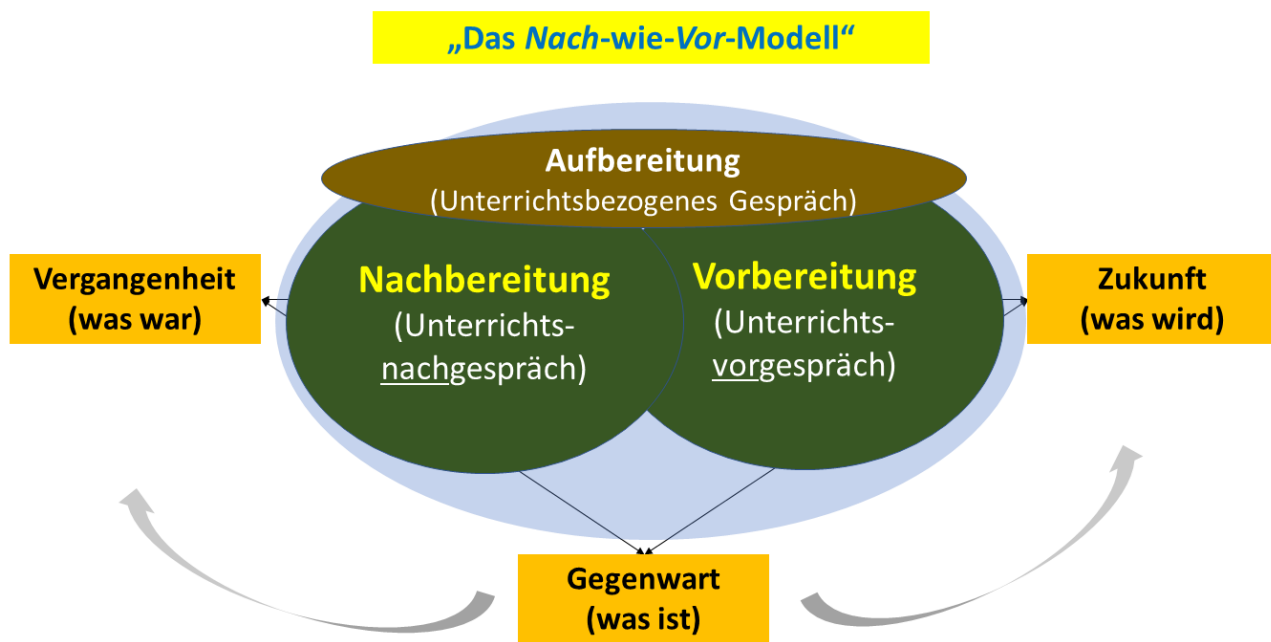 „Das Nach-wie-Vor-Modell“
Aufbereitung
(Unterrichtsbezogenes Gespräch)
Vergangenheit
(was war)
Nachbereitung
(Unterrichts-
nachgespräch)
Vorbereitung
(Unterrichts-
vorgespräch)
Zukunft
(was wird)
Gegenwart
(was ist)